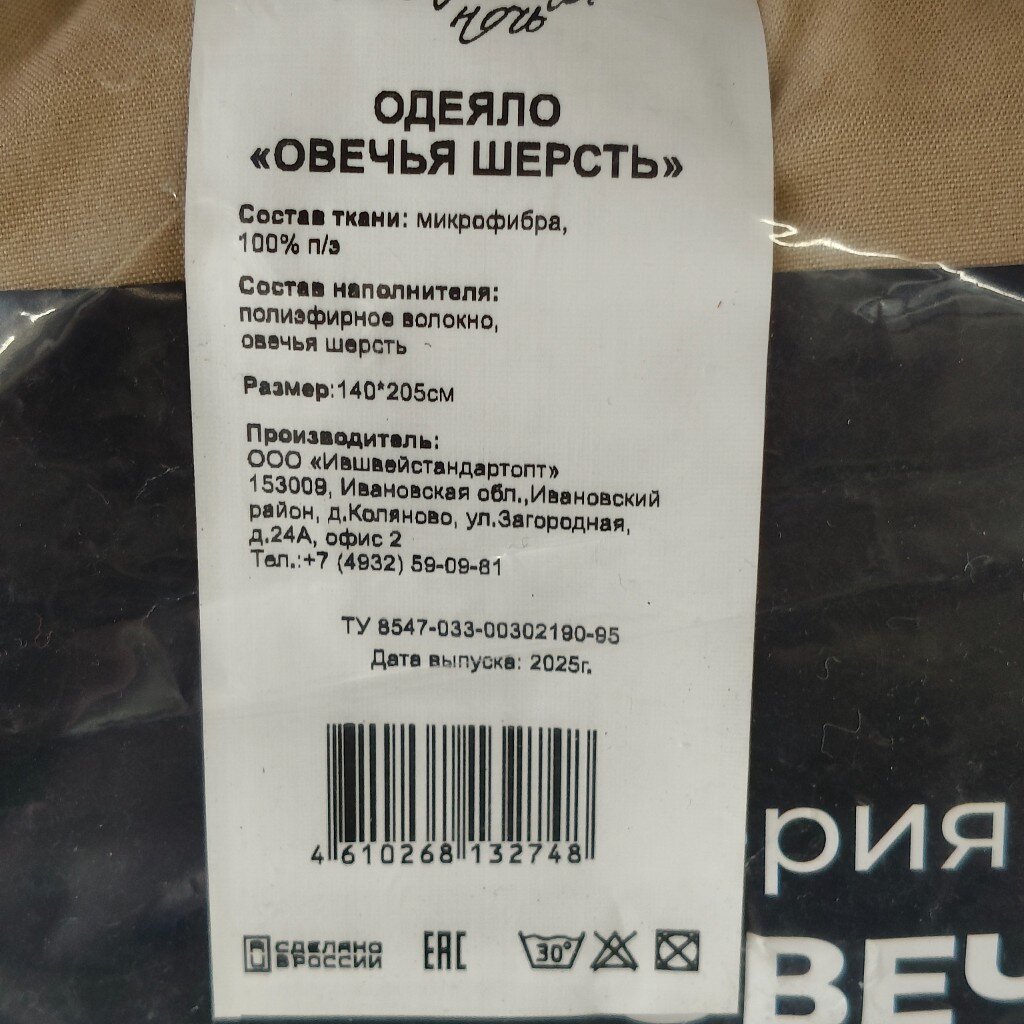 ночь
ОДЕЯЛО
«ОВЕЧЬЯ ШЕРСТЬ»
Состав ткани: микрофибра,
100% п/э
Состав наполнителя:
полиэфирное волокно,
овечья шерсть
Размер:140*205см
Производитель:
ООО «Ившвейстандартопт»
153009, Ивановская обл.,Ивановский
район, д.Коляново, ул.Загородная,
д.24А, офис 2
Тел.:+7 (4932) 59-09-81
ТУ 8547-033-00302190-95
Дата выпуска: 2025г.
4 610268 132748
СДЕЛАНО
В РОССИИ
EAC
30°
рия
ОВЕЧ